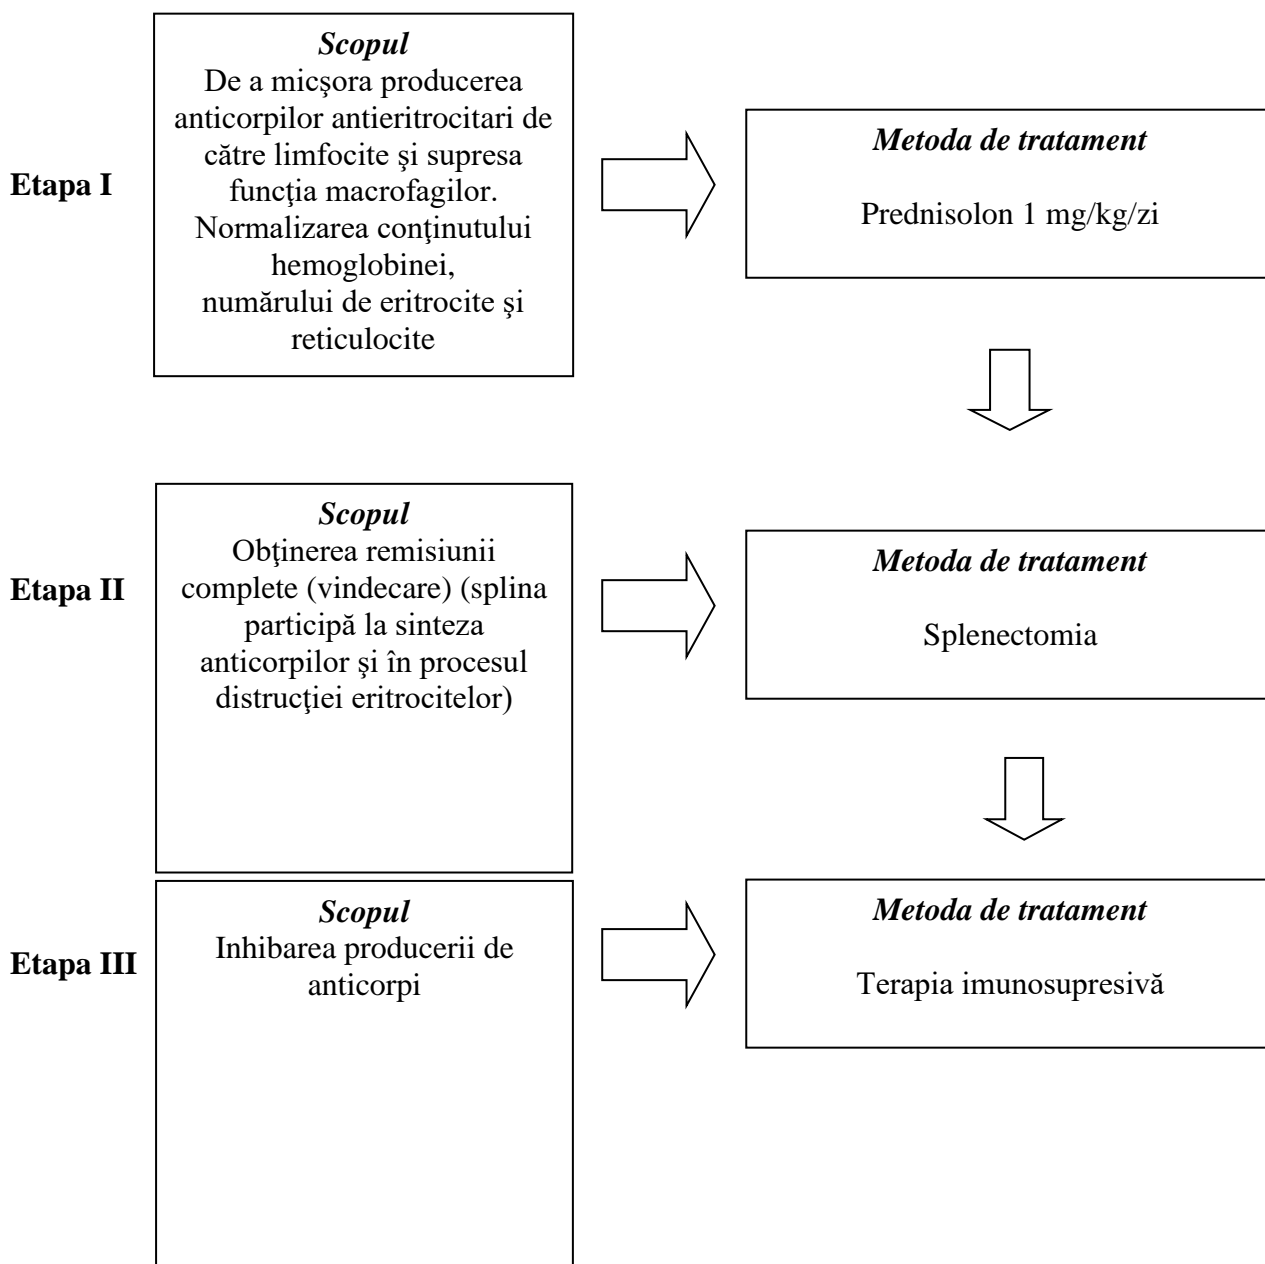 Etapa I
Scopul
De a micşora producerea
anticorpilor antieritrocitari de
către limfocite şi supresa
funcţia macrofagilor.
Normalizarea conţinutului
hemoglobinei,
numărului de eritrocite şi
reticulocite
Metoda de tratament
Prednisolon 1 mg/kg/zi
Etapa II
Scopul
Obţinerea remisiunii
complete (vindecare) (splina
participă la sinteza
anticorpilor şi în procesul
distrucţiei eritrocitelor)
Metoda de tratament
Splenectomia
Etapa III
Scopul
Inhibarea producerii de
anticorpi
Metoda de tratament
Terapia imunosupresivă